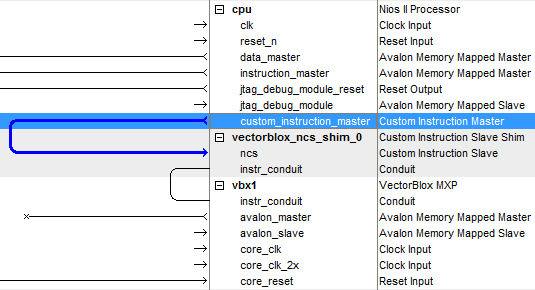 cpu Nios II Processor
clk Clock Input
reset_n Reset Input
data_master Avalon Memory Mapped Master
instruction_master Avalon Memory Mapped Master
jtag_debug_module_reset Reset Output
jtag_debug_module Avalon Memory Mapped Slave
custom_instruction_master Custom Instruction Master
vectorblox_ncs_shim_0 Custom Instruction Slave Shim
ncs Custom Instruction Slave
instr_conduit Conduit
vbx1 VectorBlox MXP
instr_conduit Conduit
avalon_master Avalon Memory Mapped Master
avalon_slave Avalon Memory Mapped Slave
core_clk Clock Input
core_clk_2x Clock Input
core_reset Reset Input